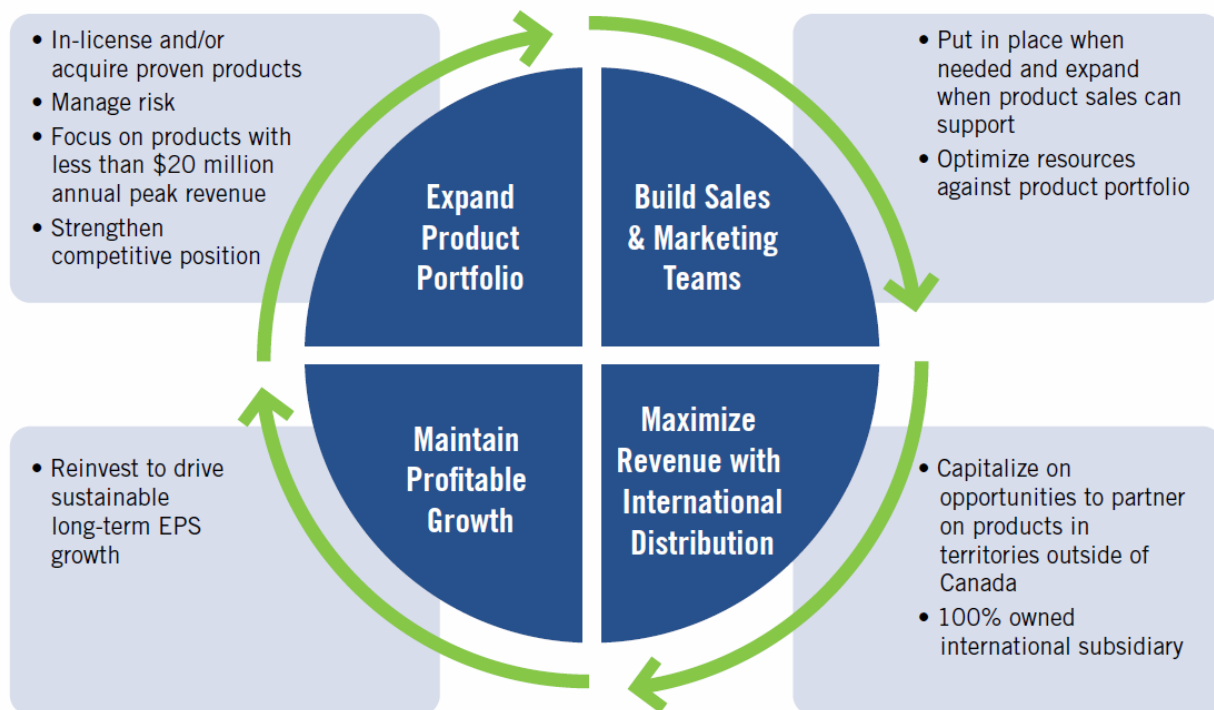 • In-license and/or
acquire proven products
• Manage risk
• Focus on products with
less than $20 million
annual peak revenue
• Strengthen
competitive position
Expand
Product
Portfolio
Build Sales
& Marketing
Teams
• Put in place when
needed and expand
when product sales can
support
• Optimize resources
against product portfolio
• Reinvest to drive
sustainable
long-term EPS
growth
Maintain
Profitable
Growth
Maximize
Revenue with
International
Distribution
• Capitalize on
opportunities to partner
on products in
territories outside of
Canada
• 100% owned
international subsidiary